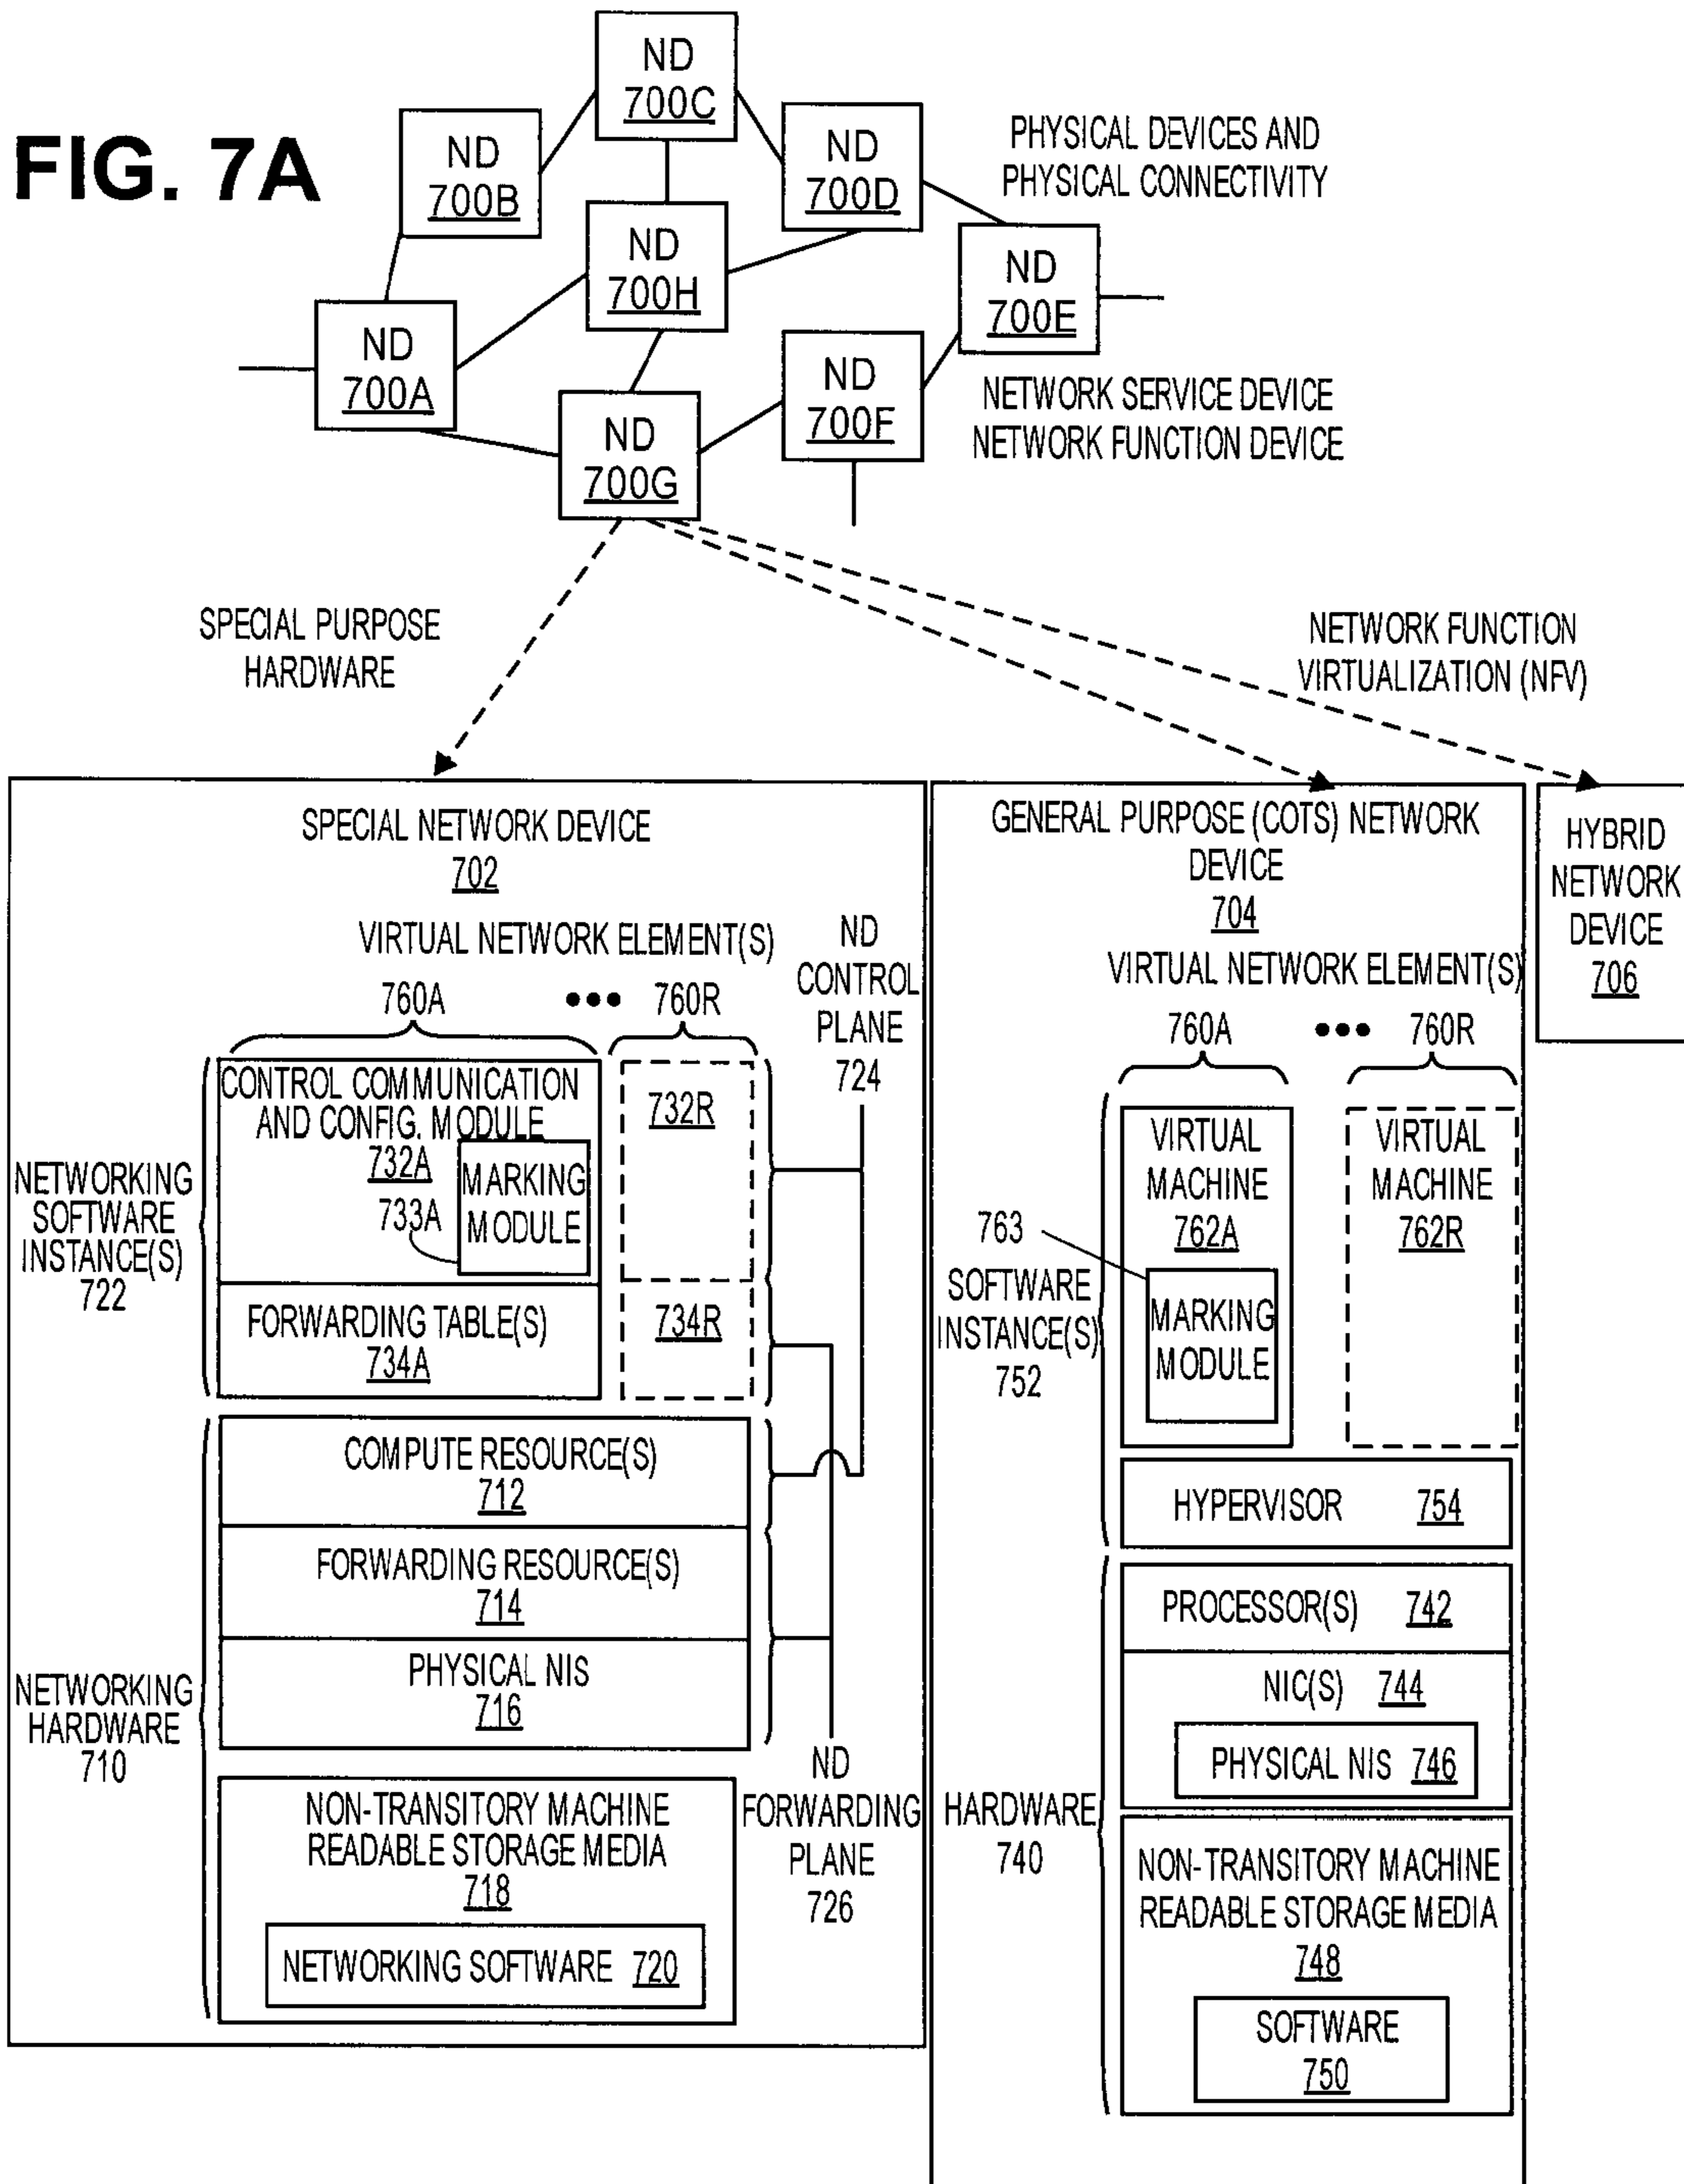 FIG. 7A
ND
700C
ND
700B
ND
700D
PHYSICAL DEVICES AND
PHYSICAL CONNECTIVITY
ND
700H
ND
700E
ND
700A
ND
700F
ND
700G
NETWORK SERVICE DEVICE
NETWORK FUNCTION DEVICE
SPECIAL PURPOSE
HARDWARE
NETWORK FUNCTION
VIRTUALIZATION (NFV)
SPECIAL NETWORK DEVICE
702
VIRTUAL NETWORK ELEMENT(S)
760A
••• 760R
ND
CONTROL
PLANE
724
CONTROL COMMUNICATION
AND CONFIG. MODULE
732A
733A
MARKING
MODULE
732R
NETWORKING
SOFTWARE
INSTANCE(S)
722
FORWARDING TABLE(S)
734A
734R
COMPUTE RESOURCE(S)
712
FORWARDING RESOURCE(S)
714
PHYSICAL NIS
716
NETWORKING
HARDWARE
710
ND
FORWARDING
PLANE
726
NON-TRANSITORY MACHINE
READABLE STORAGE MEDIA
718
NETWORKING SOFTWARE 720
GENERAL PURPOSE (COTS) NETWORK
DEVICE
704
VIRTUAL NETWORK ELEMENT(S)
760A
••• 760R
VIRTUAL
MACHINE
762A
VIRTUAL
MACHINE
762R
763
MARKING
MODULE
SOFTWARE
INSTANCE(S)
752
HYPERVISOR 754
PROCESSOR(S) 742
NIC(S) 744
PHYSICAL NIS 746
HARDWARE
740
NON-TRANSITORY MACHINE
READABLE STORAGE MEDIA
748
SOFTWARE
750
HYBRID
NETWORK
DEVICE
706